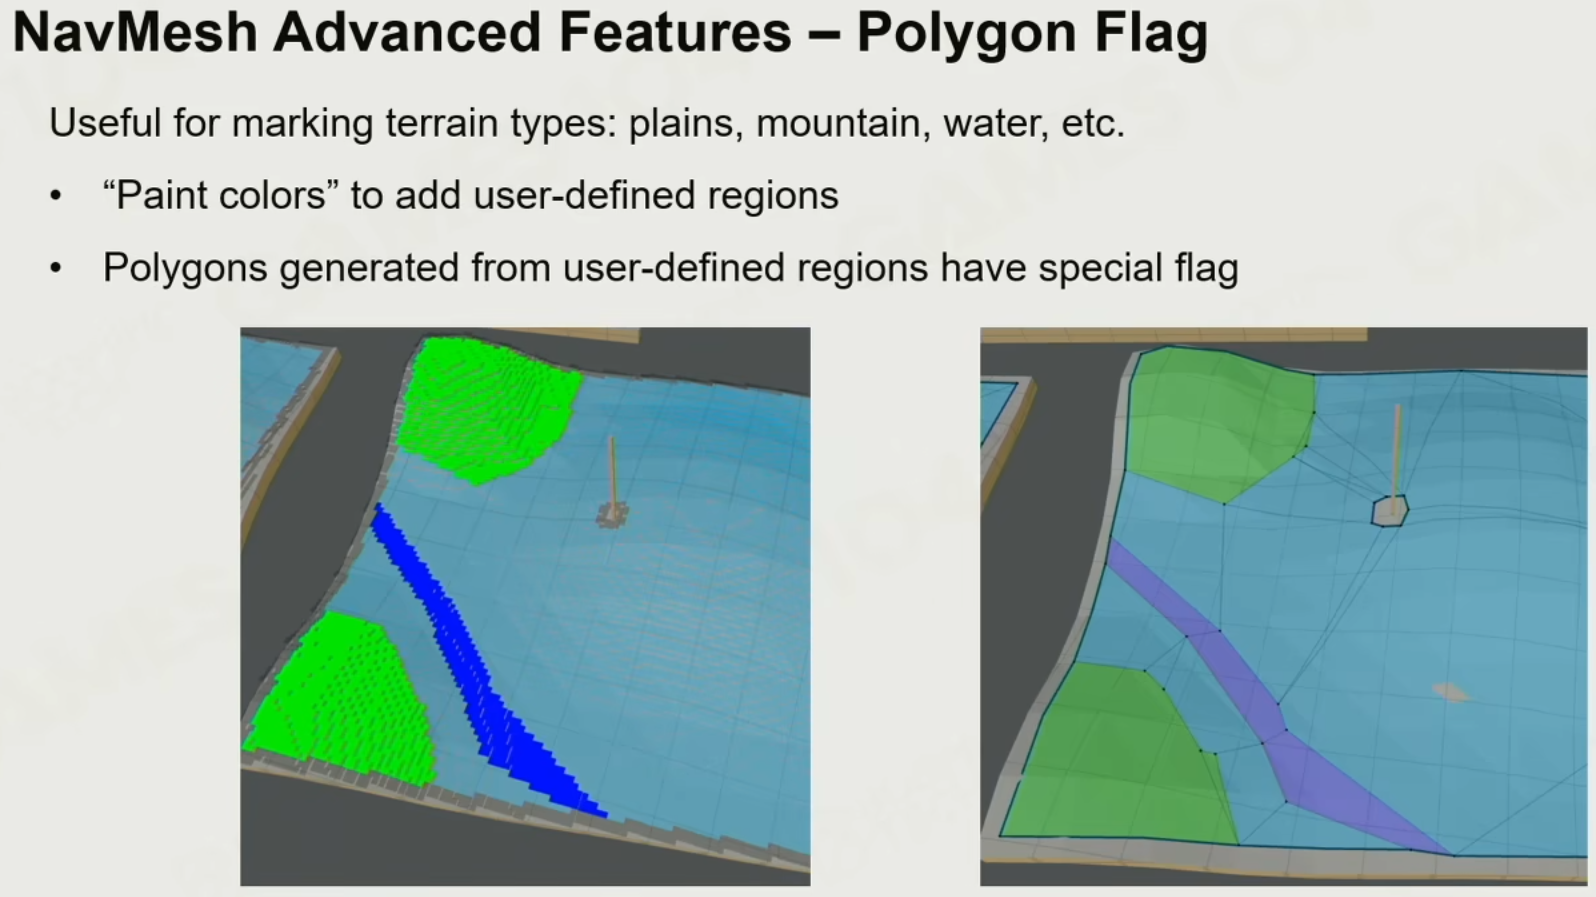 NavMesh Advanced Features – Polygon Flag
Useful for marking terrain types: plains, mountain, water, etc.
• “Paint colors” to add user-defined regions
• Polygons generated from user-defined regions have special flag